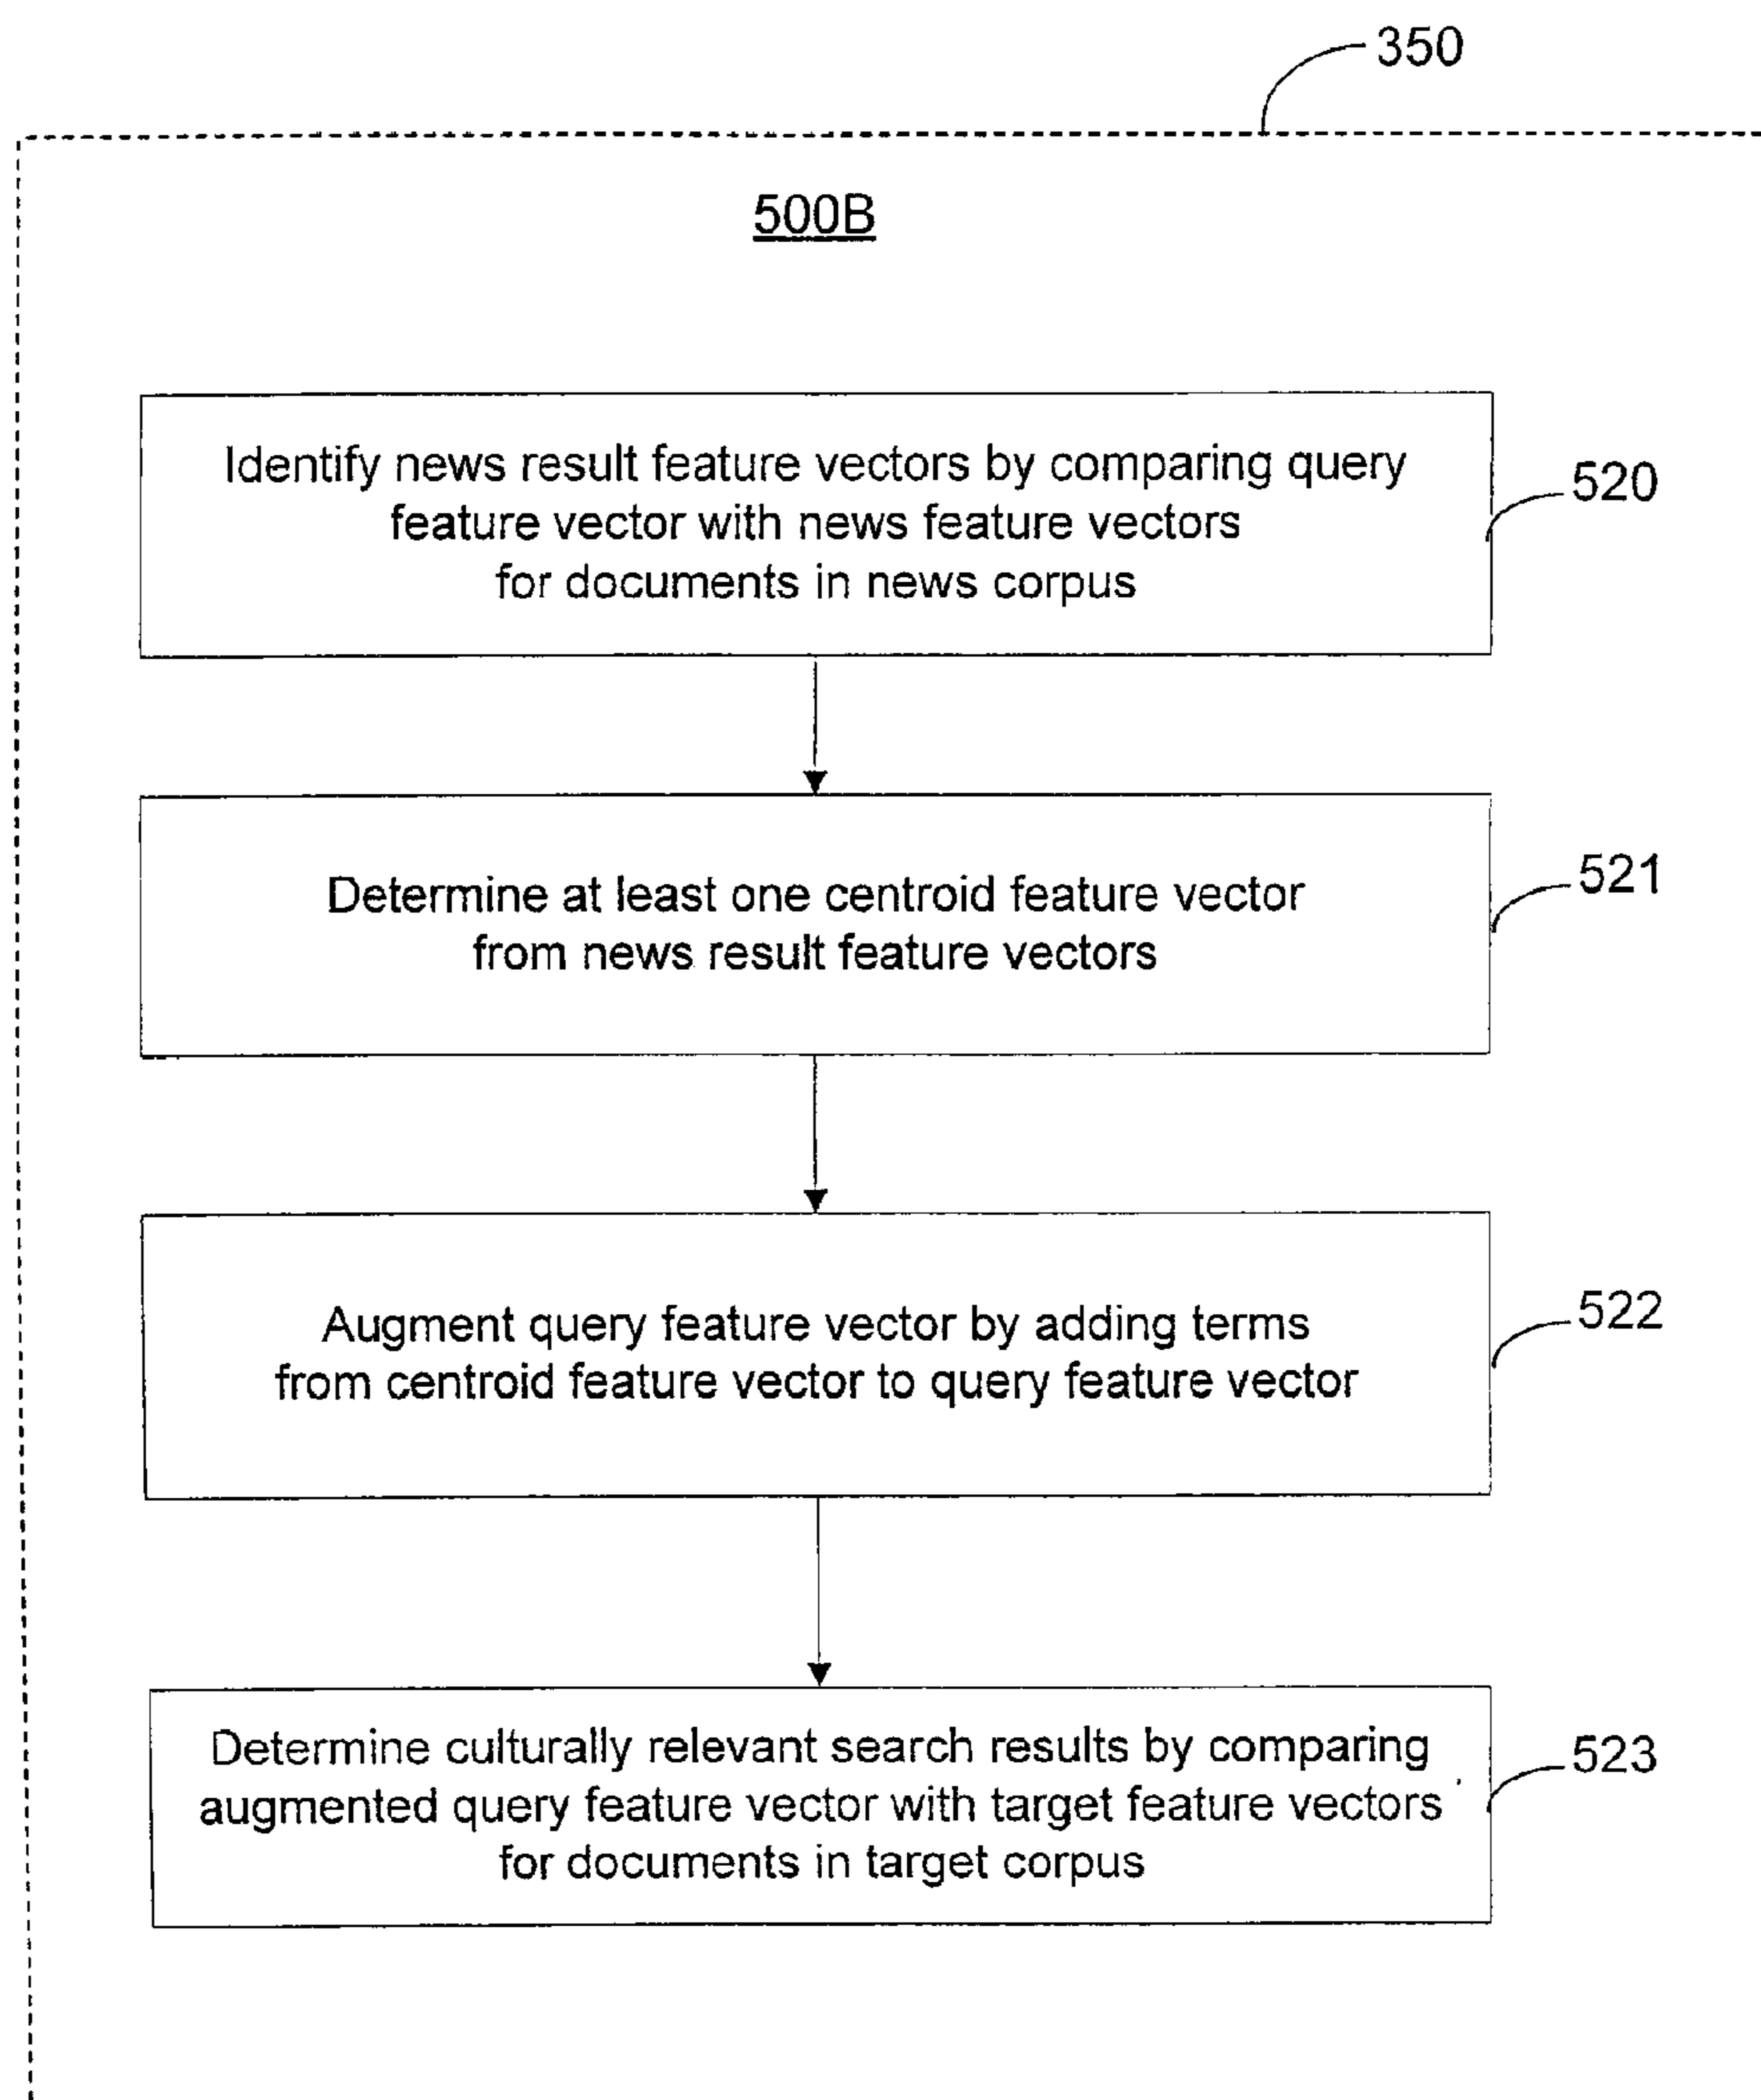 350
500B
Identify news result feature vectors by comparing query
feature vector with news feature vectors
for documents in news corpus
520
Determine at least one centroid feature vector
from news result feature vectors
521
Augment query feature vector by adding terms
from centroid feature vector to query feature vector
522
Determine culturally relevant search results by comparing
augmented query feature vector with target feature vectors
for documents in target corpus
523